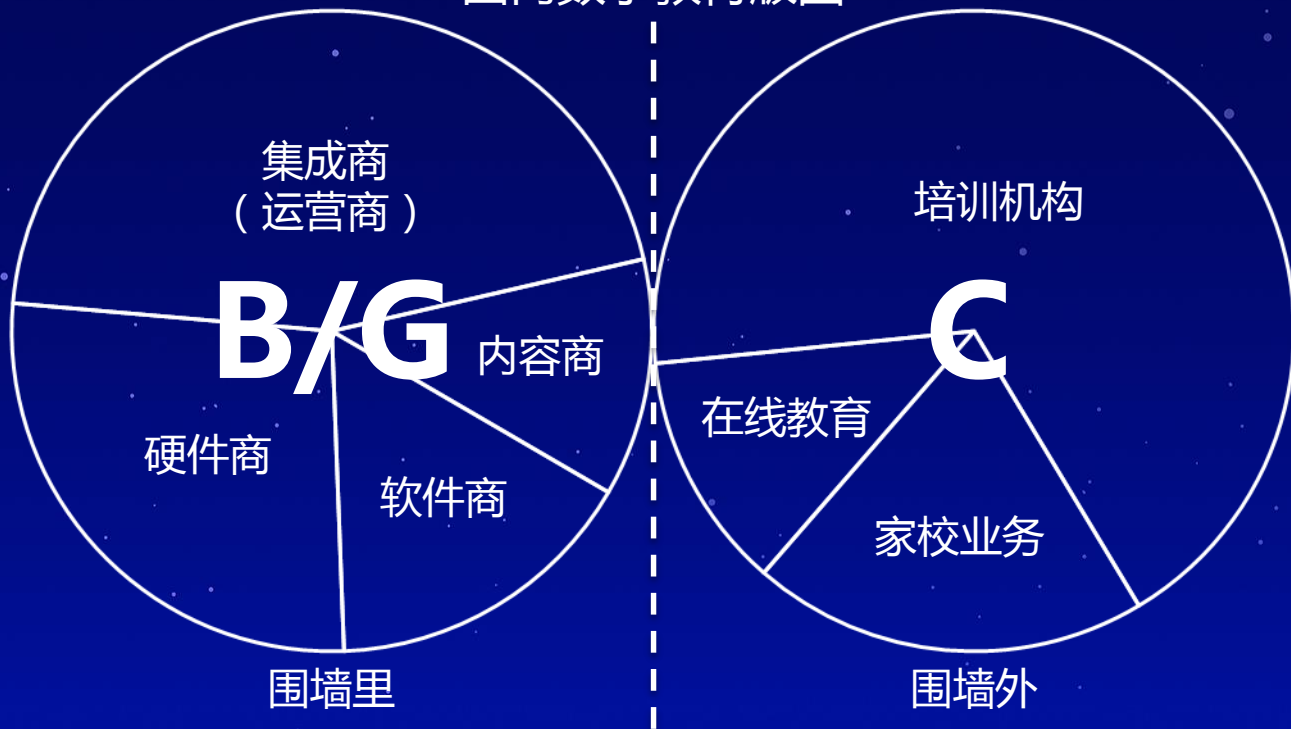 集成商
（运营商）
B/G
内容商
硬件商
软件商
围墙里
培训机构
C
在线教育
家校业务
围墙外